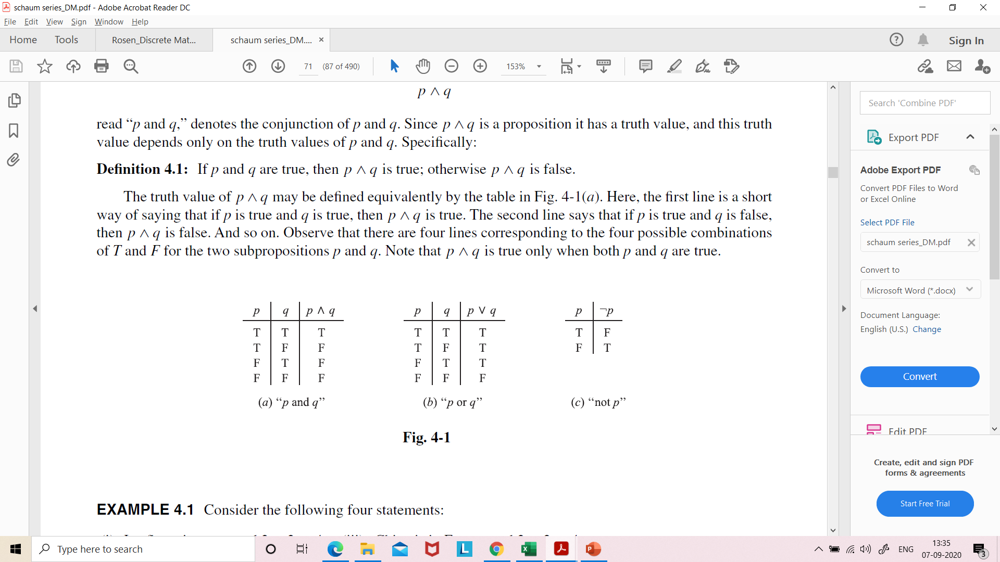 schaum series_DM.pdf - Adobe Acrobat Reader DC
File Edit View Sign Window Help
Home Tools Rosen_Discrete Mat... schaum series_DM.... × Sign In
71 (87 of 490) 153%
p ∧ q
read “p and q,” denotes the conjunction of p and q. Since p ∧ q is a proposition it has a truth value, and this truth
value depends only on the truth values of p and q. Specifically:
Definition 4.1: If p and q are true, then p ∧ q is true; otherwise p ∧ q is false.
The truth value of p ∧ q may be defined equivalently by the table in Fig. 4-1(a). Here, the first line is a short
way of saying that if p is true and q is true, then p ∧ q is true. The second line says that if p is true and q is false,
then p ∧ q is false. And so on. Observe that there are four lines corresponding to the four possible combinations
of T and F for the two subpropositions p and q. Note that p ∧ q is true only when both p and q are true.
p q p ∧ q
T T T
T F F
F T F
F F F
(a) “p and q”
p q p ∨ q
T T T
T F T
F T T
F F F
(b) “p or q”
p ¬p
T F
F T
(c) “not p”
Fig. 4-1
EXAMPLE 4.1 Consider the following four statements:
Search 'Combine PDF'
Export PDF
Adobe Export PDF
Convert PDF Files to Word
or Excel Online
Select PDF File
schaum series_DM.pdf
Convert to
Microsoft Word (*.docx)
Document Language:
English (U.S.) Change
Convert
Edit PDF
Create, edit and sign PDF
forms & agreements
Start Free Trial
Type here to search
ENG
13:35
07-09-2020
3